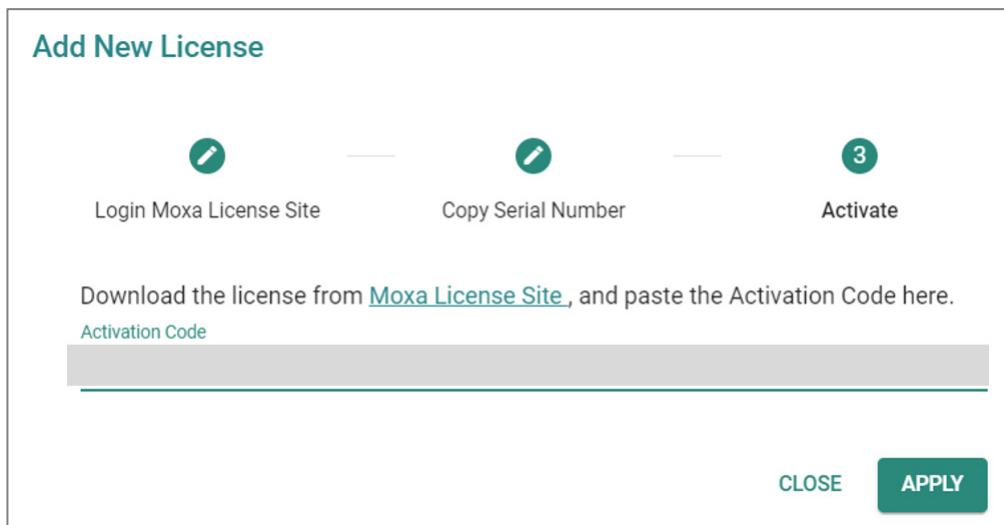 Add New License
3
Login Moxa License Site
Copy Serial Number
Activate
Download the license from Moxa License Site , and paste the Activation Code here.
Activation Code
CLOSE
APPLY